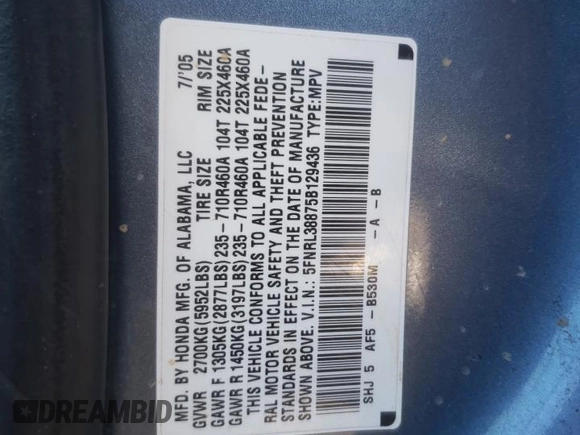 MFD. BY HONDA MFG. OF ALABAMA, LLC 7/'05
GVWR 2700KG(5952LBS) TIRE SIZE RIM SIZE
GAWR F 1305KG(2877LBS)235-710R460A 104T 225X460A
GAWR R 1450KG(3197LBS)235-710R460A 104T 225X460A
THIS VEHICLE CONFORMS TO ALL APPLICABLE FEDE-
RAL MOTOR VEHICLE SAFETY AND THEFT PREVENTION
STANDARDS IN EFFECT ON THE DATE OF MANUFACTURE
SHOWN ABOVE. V.I.N.: 5FNRL38875B129436 TYPE:MPV
SHJ 5 AF5 - B530M - A - B
DREAMBID